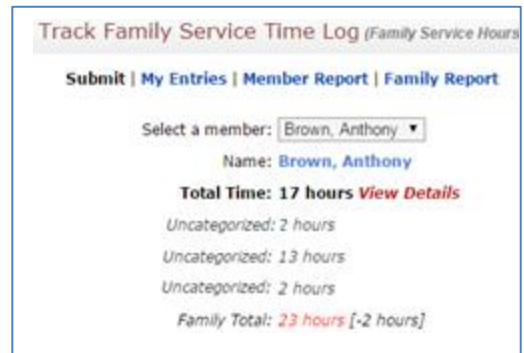 Track Family Service Time Log (Family Service Hours
Submit | My Entries | Member Report | Family Report
Select a member: Brown, Anthony ▼
Name: Brown, Anthony
Total Time: 17 hours View Details
Uncategorized: 2 hours
Uncategorized: 13 hours
Uncategorized: 2 hours
Family Total: 23 hours [-2 hours]